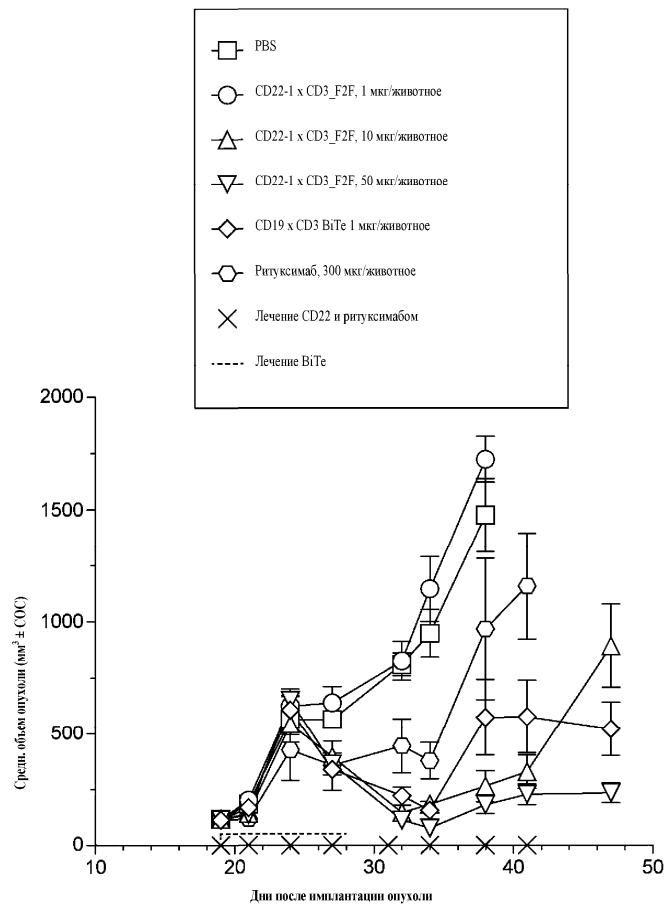 PBS
CD22-1 x CD3_F2F, 1 мкг/животное
CD22-1 x CD3_F2F, 10 мкг/животное
CD22-1 x CD3_F2F, 50 мкг/животное
CD19 x CD3 BiTe 1 мкг/животное
Ритуксимаб, 300 мкг/животное
Лечение CD22 и ритуксимабом
Лечение BiTe
2000
1500
1000
500
0
Средн. объем опухоли (мм³ ± СОС)
10 20 30 40 50
Дни после имплантации опухоли